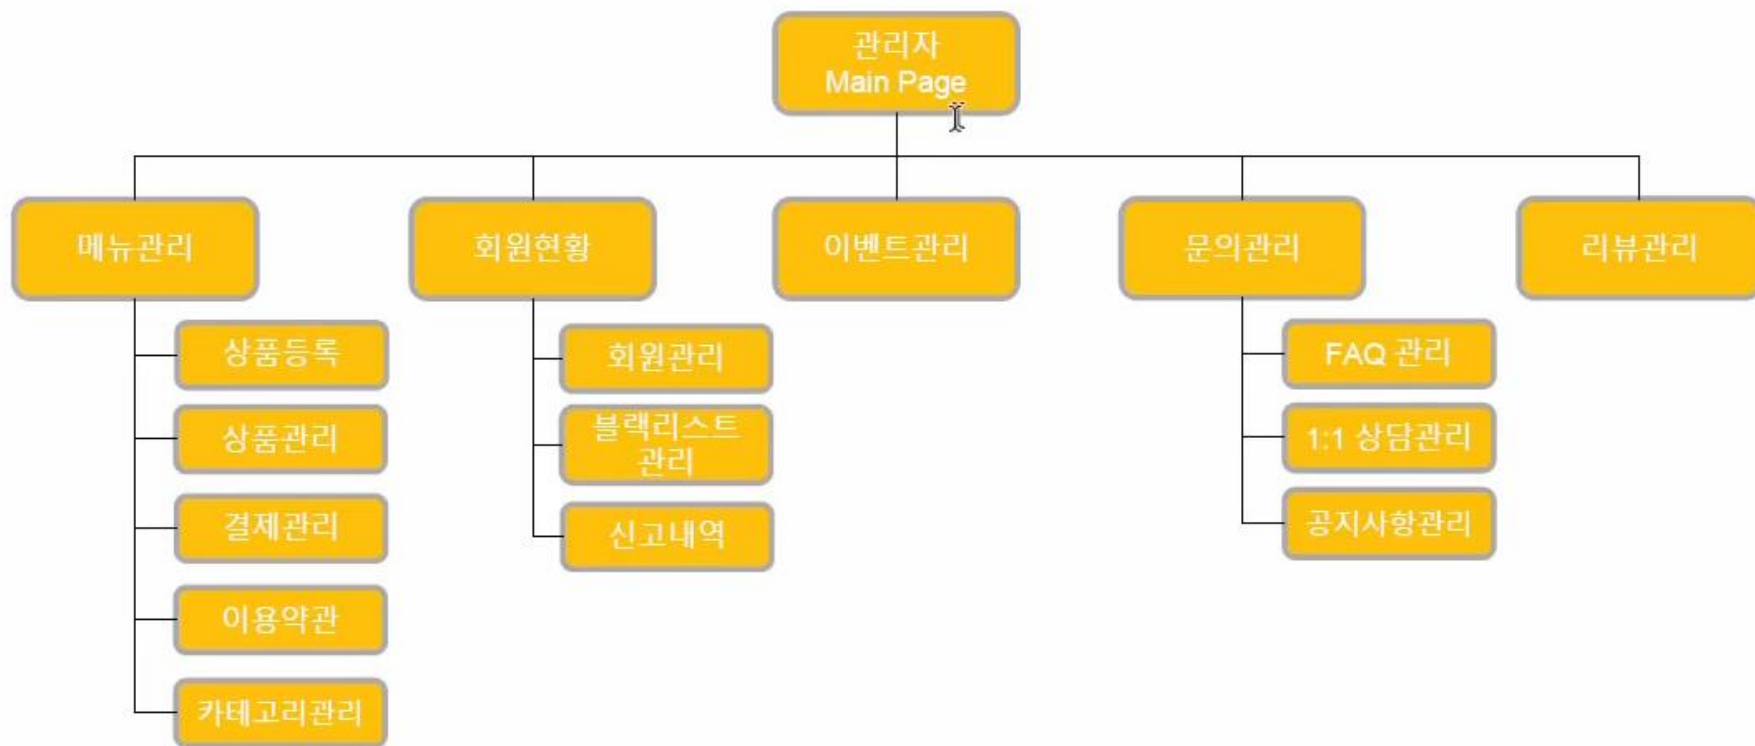 관리자
Main Page
메뉴관리
회원현황
이벤트관리
문의관리
리뷰관리
상품등록
상품관리
결제관리
이용약관
카테고리관리
회원관리
블랙리스트
관리
신고내역
FAQ 관리
1:1 상담관리
공지사항관리